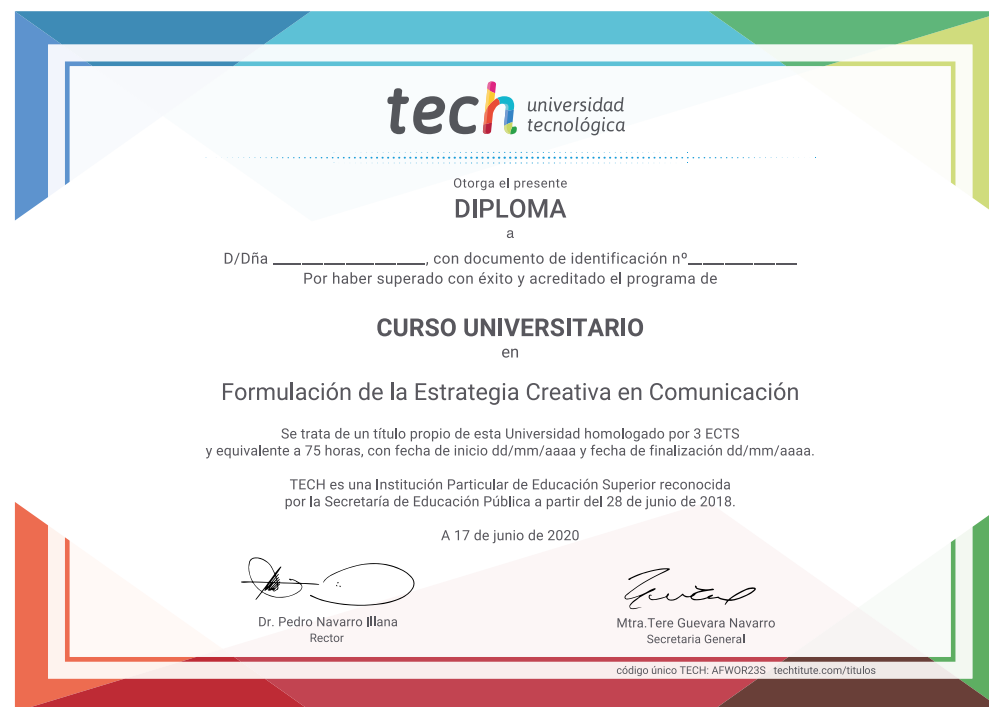 tech universidad
tecnológica
Otorga el presente
DIPLOMA
a
D/Dña __________________, con documento de identificación nº____________
Por haber superado con éxito y acreditado el programa de
CURSO UNIVERSITARIO
en
Formulación de la Estrategia Creativa en Comunicación
Se trata de un título propio de esta Universidad homologado por 3 ECTS
y equivalente a 75 horas, con fecha de inicio dd/mm/aaaa y fecha de finalización dd/mm/aaaa.
TECH es una Institución Particular de Educación Superior reconocida
por la Secretaría de Educación Pública a partir del 28 de junio de 2018.
A 17 de junio de 2020
Dr. Pedro Navarro Illana
Rector
Mtra.Tere Guevara Navarro
Secretaria General
código único TECH: AFWOR23S techtitute.com/titulos